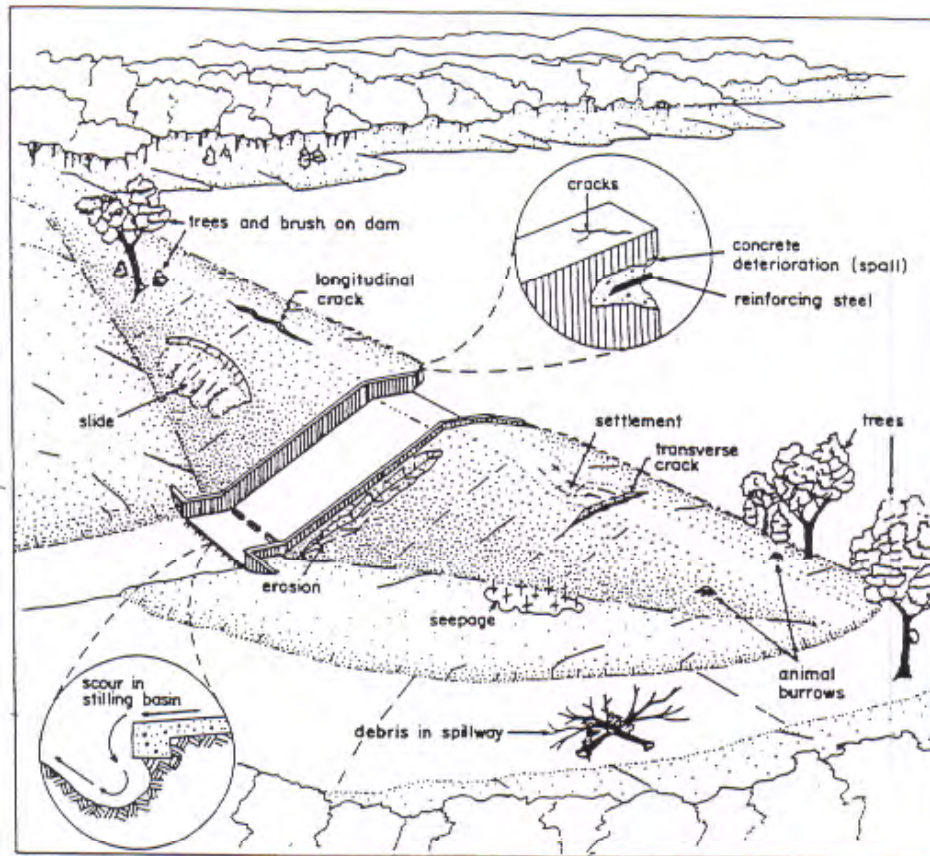 cracks
trees and brush on dam
concrete
deterioration (spall)
longitudinal
crack
reinforcing steel
slide
settlement
trees
transverse
crack
erosion
seepage
animal
burrows
scour in
stilling basin
debris in spillway